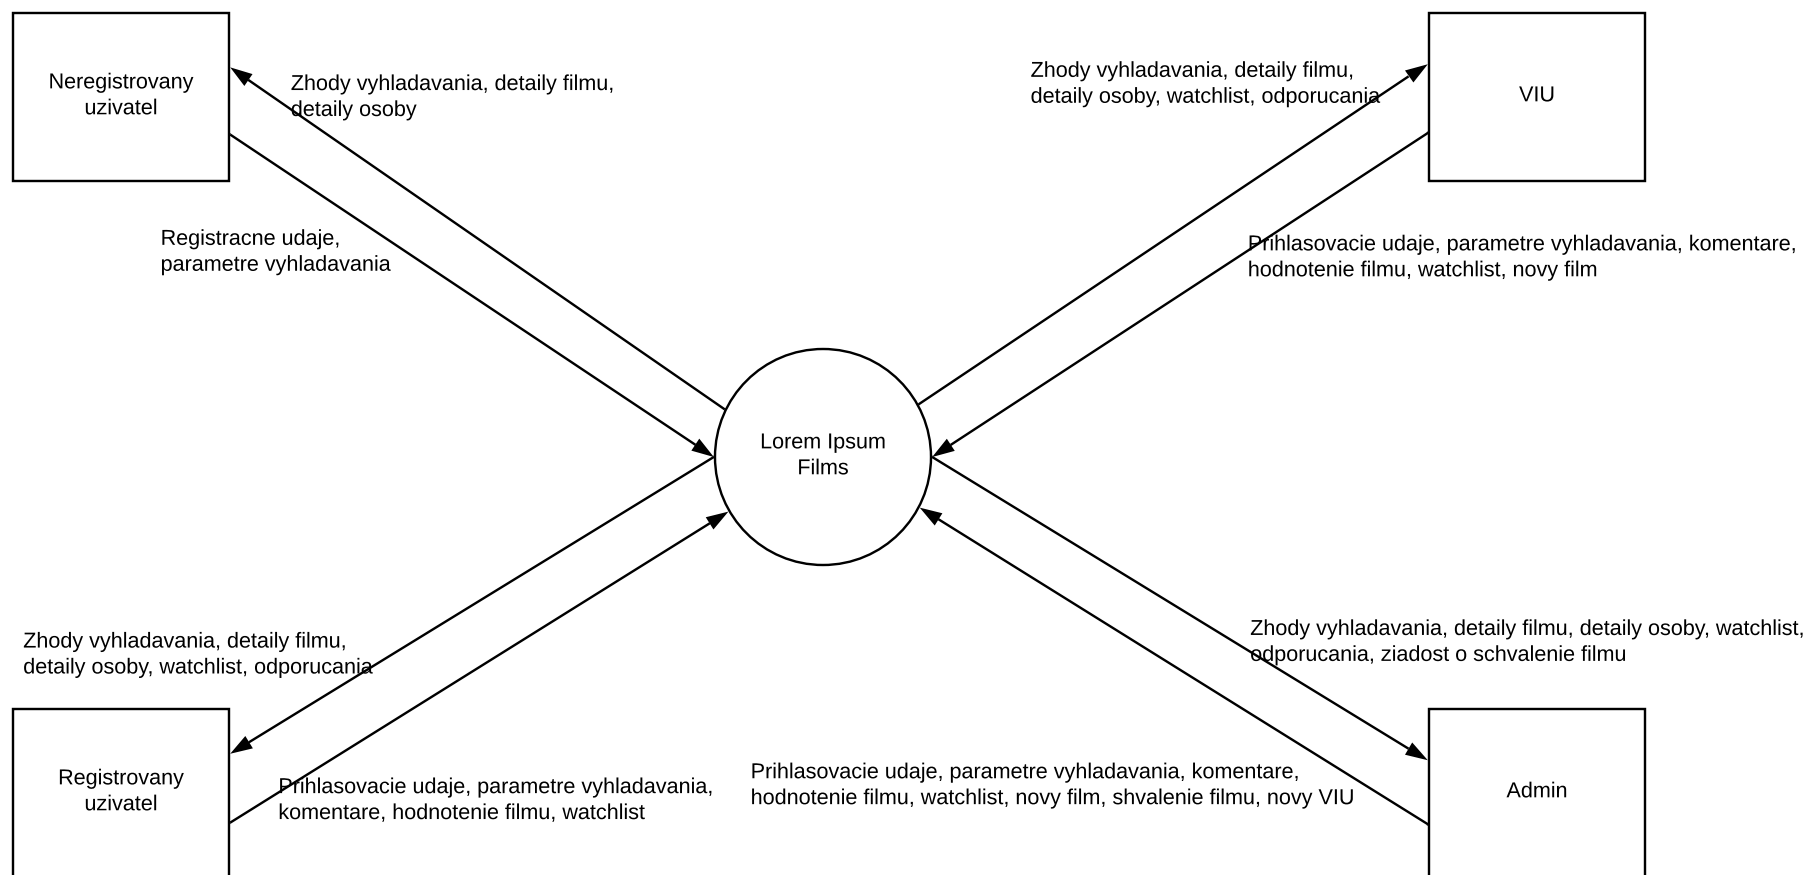 Neregistrovany
uzivatel
Zhody vyhladavania, detaily filmu,
detaily osoby
Zhody vyhladavania, detaily filmu,
detaily osoby, watchlist, odporucania
VIU
Registracne udaje,
parametre vyhladavania
Prihlasovacie udaje, parametre vyhladavania, komentare,
hodnotenie filmu, watchlist, novy film
Lorem Ipsum
Films
Zhody vyhladavania, detaily filmu,
detaily osoby, watchlist, odporucania
Zhody vyhladavania, detaily filmu, detaily osoby, watchlist,
odporucania, ziadost o schvalenie filmu
Registrovany
uzivatel
Prihlasovacie udaje, parametre vyhladavania,
komentare, hodnotenie filmu, watchlist
Prihlasovacie udaje, parametre vyhladavania, komentare,
hodnotenie filmu, watchlist, novy film, shvalenie filmu, novy VIU
Admin